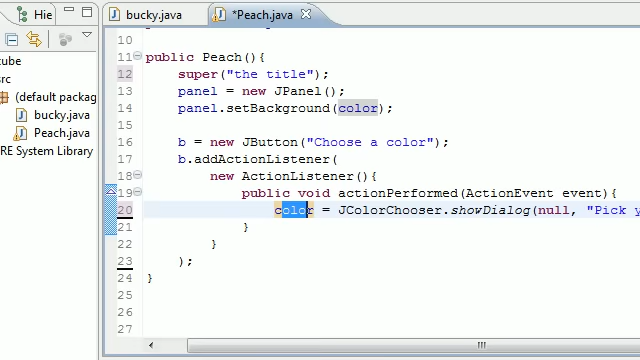 Hie
bucky.java
*Peach.java
cube
src
(default packag
bucky.java
Peach.java
RE System Library
10
11 public Peach(){
12 super("the title");
13 panel = new JPanel();
14 panel.setBackground(color);
15
16 b = new JButton("Choose a color");
17 b.addActionListener(
18 new ActionListener(){
19 public void actionPerformed(ActionEvent event){
20 color = JColorChooser.showDialog(null, "Pick y
21 }
22 }
23 );
24 }
25
26
27